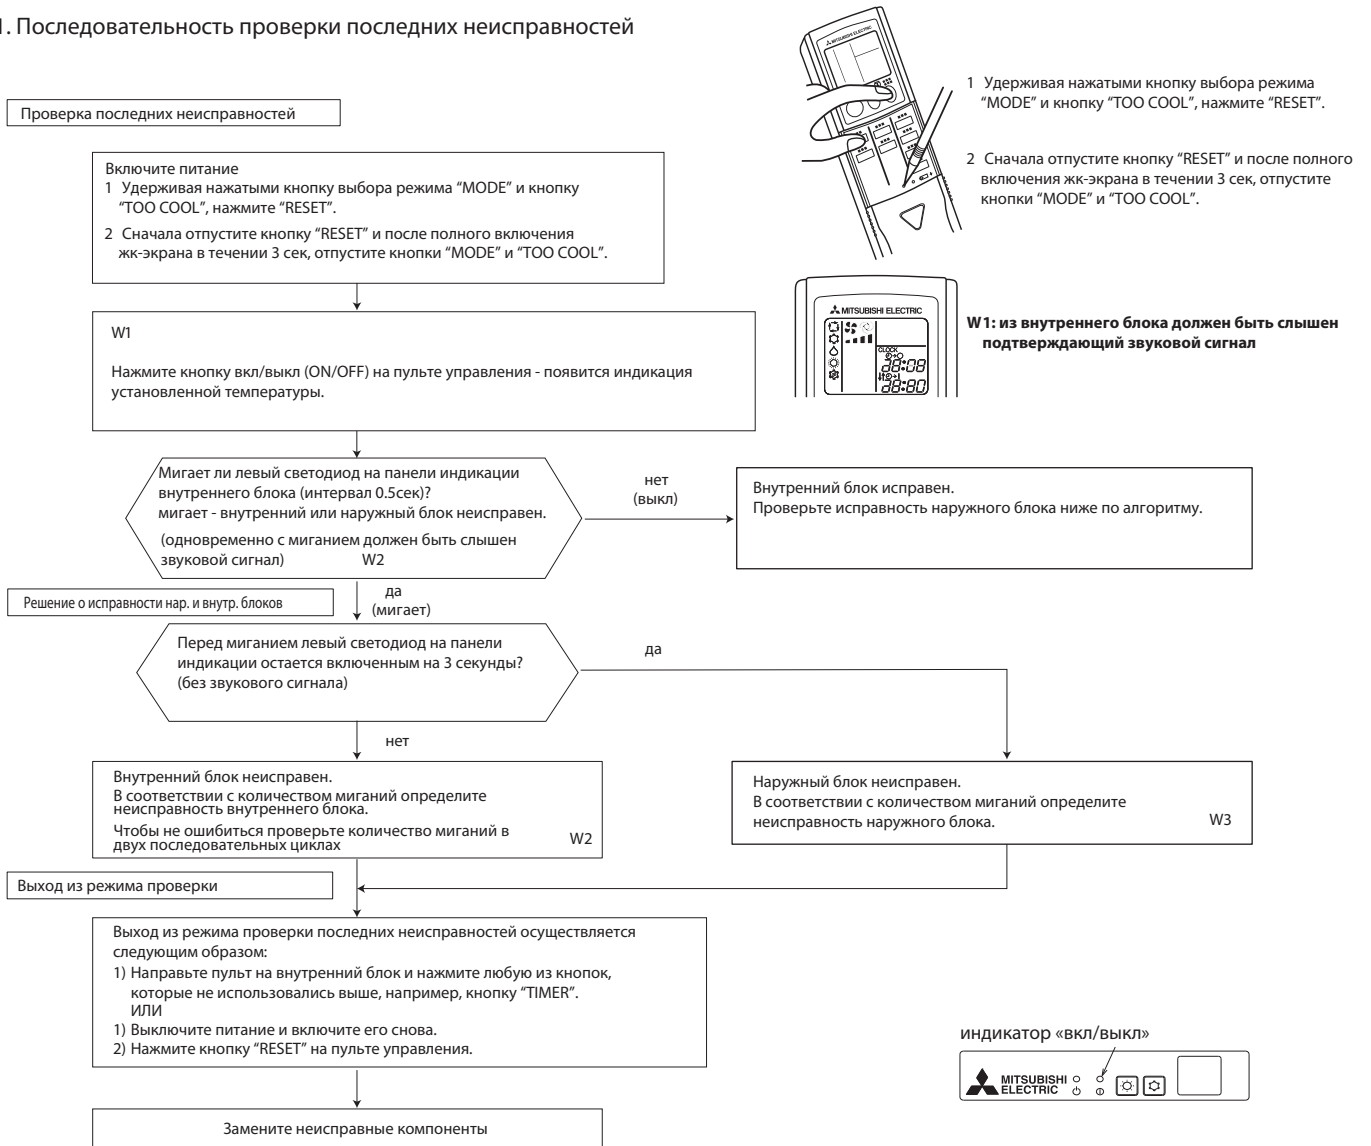 1. Последовательность проверки последних неисправностей
Проверка последних неисправностей
Включите питание
1 Удерживая нажатыми кнопку выбора режима “MODE” и кнопку
“TOO COOL”, нажмите “RESET”.
2 Сначала отпустите кнопку “RESET” и после полного включения
жк-экрана в течении 3 сек, отпустите кнопки “MODE” и “TOO COOL”.
MITSUBISHI ELECTRIC
1 Удерживая нажатыми кнопку выбора режима
“MODE” и кнопку “TOO COOL”, нажмите “RESET”.
2 Сначала отпустите кнопку “RESET” и после полного
включения жк-экрана в течении 3 сек, отпустите
кнопки “MODE” и “TOO COOL”.
W1
Нажмите кнопку вкл/выкл (ON/OFF) на пульте управления - появится индикация
установленной температуры.
MITSUBISHI ELECTRIC
CLOCK
88:08
88:80
W1: из внутреннего блока должен быть слышен
подтверждающий звуковой сигнал
Мигает ли левый светодиод на панели индикации
внутреннего блока (интервал 0.5сек)?
мигает - внутренний или наружный блок неисправен.
(одновременно с миганием должен быть слышен
звуковой сигнал) W2
нет
(выкл)
Внутренний блок исправен.
Проверьте исправность наружного блока ниже по алгоритму.
Решение о исправности нар. и внутр. блоков
да
(мигает)
Перед миганием левый светодиод на панели
индикации остается включенным на 3 секунды?
(без звукового сигнала)
да
нет
Внутренний блок неисправен.
В соответствии с количеством миганий определите
неисправность внутреннего блока.
Чтобы не ошибиться проверьте количество миганий в
двух последовательных циклах
W2
Наружный блок неисправен.
В соответствии с количеством миганий определите
неисправность наружного блока.
W3
Выход из режима проверки
Выход из режима проверки последних неисправностей осуществляется
следующим образом:
1) Направьте пульт на внутренний блок и нажмите любую из кнопок,
которые не использовались выше, например, кнопку “TIMER”.
ИЛИ
1) Выключите питание и включите его снова.
2) Нажмите кнопку “RESET” на пульте управления.
Замените неисправные компоненты
индикатор «вкл/выкл»
MITSUBISHI
ELECTRIC